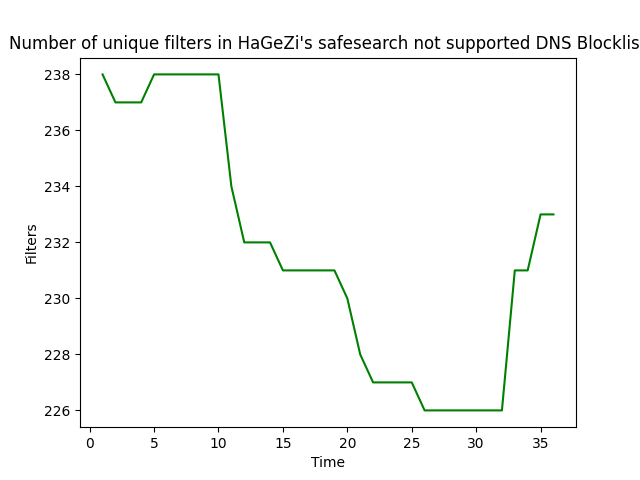 Number of unique filters in HaGeZi's safesearch not supported DNS Blocklis
238
236
234
232
230
228
226
Filters
0 5 10 15 20 25 30 35
Time